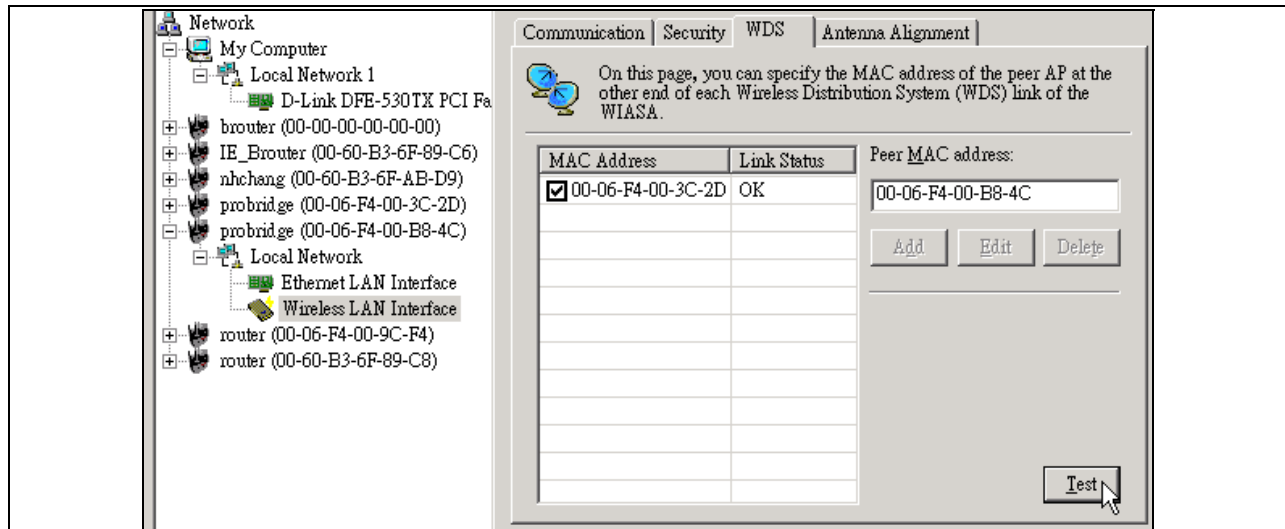 Network
My Computer
Local Network 1
D-Link DFE-530TX PCI Fa
brouter (00-00-00-00-00-00)
IE_Brouter (00-60-B3-6F-89-C6)
nhchang (00-60-B3-6F-AB-D9)
probridge (00-06-F4-00-3C-2D)
probridge (00-06-F4-00-B8-4C)
Local Network
Ethernet LAN Interface
Wireless LAN Interface
router (00-06-F4-00-9C-F4)
router (00-60-B3-6F-89-C8)
Communication Security WDS Antenna Alignment
On this page, you can specify the MAC address of the peer AP at the
other end of each Wireless Distribution System (WDS) link of the
WIASA.
MAC Address Link Status
00-06-F4-00-3C-2D OK
Peer MAC address:
00-06-F4-00-B8-4C
Add Edit Delete
Test